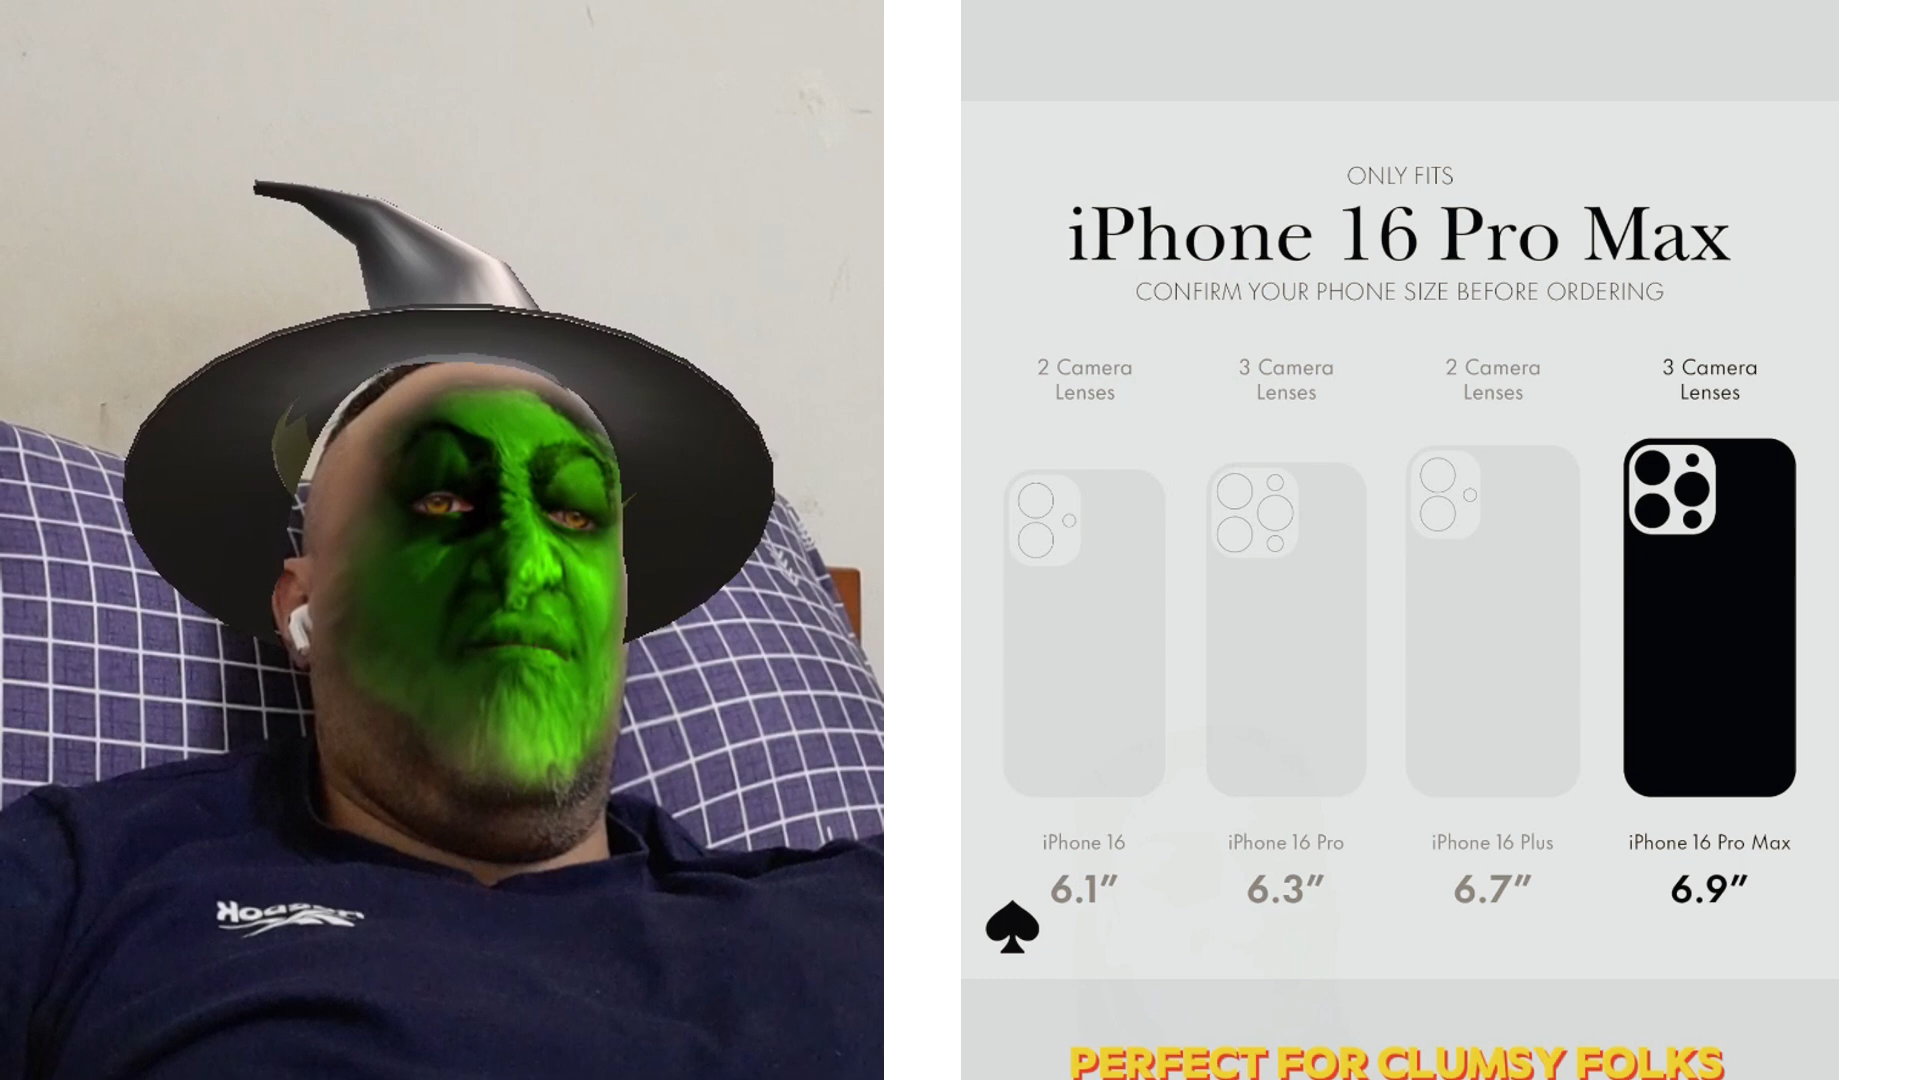 ONLY FITS
iPhone 16 Pro Max
CONFIRM YOUR PHONE SIZE BEFORE ORDERING
2 Camera
Lenses
3 Camera
Lenses
2 Camera
Lenses
3 Camera
Lenses
iPhone 16
6.1″
iPhone 16 Pro
6.3″
iPhone 16 Plus
6.7″
iPhone 16 Pro Max
6.9″
PERFECT FOR CLUMSY FOLKS